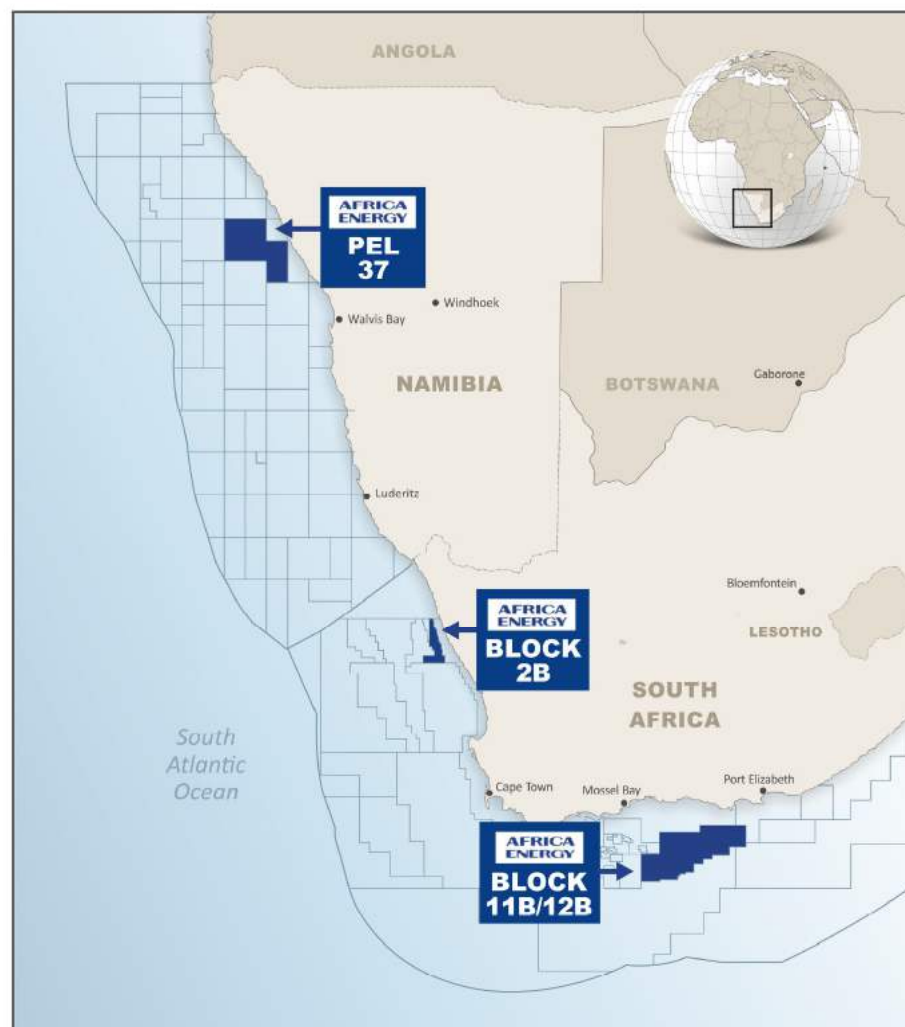 ANGOLA
AFRICA
ENERGY
PEL
37
Windhoek
Walvis Bay
NAMIBIA
BOTSWANA
Gaborone
Luderitz
Bloemfontein
LESOTHO
AFRICA
ENERGY
BLOCK
2B
SOUTH
AFRICA
South
Atlantic
Ocean
Cape Town
Mossel Bay
Port Elizabeth
AFRICA
ENERGY
BLOCK
11B/12B